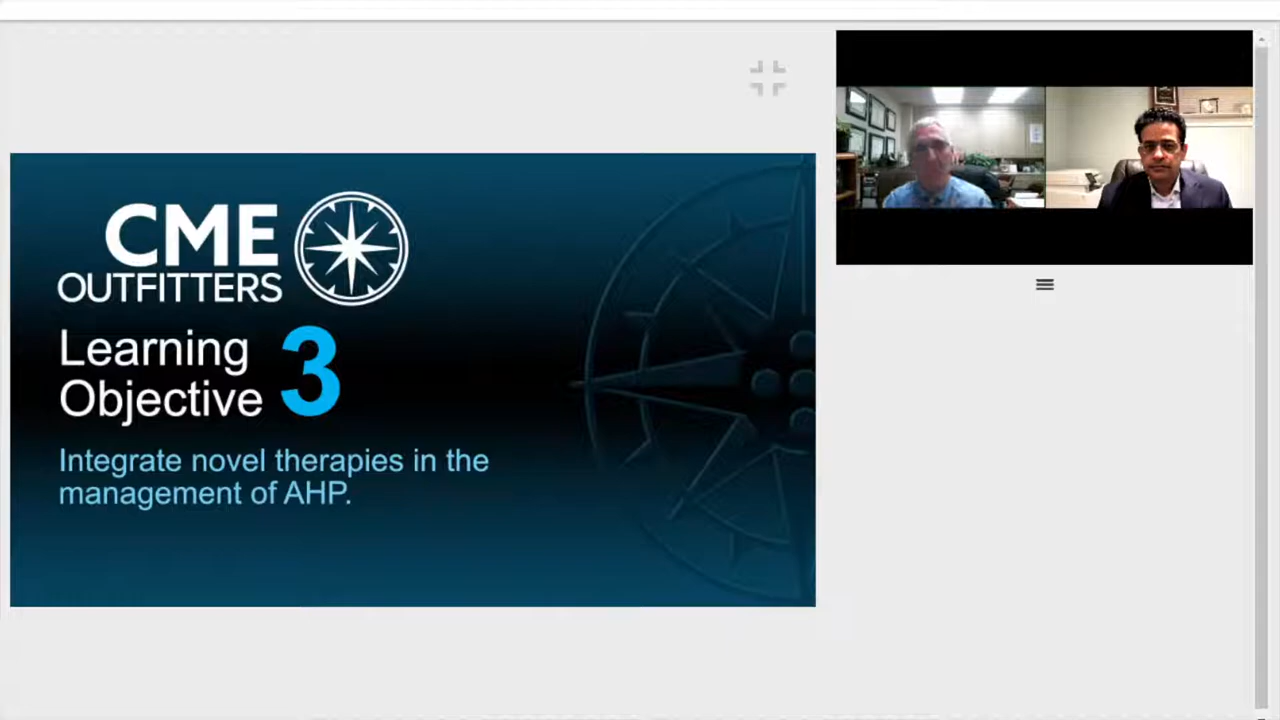 CME
OUTFITTERS
Learning
Objective 3
Integrate novel therapies in the
management of AHP.